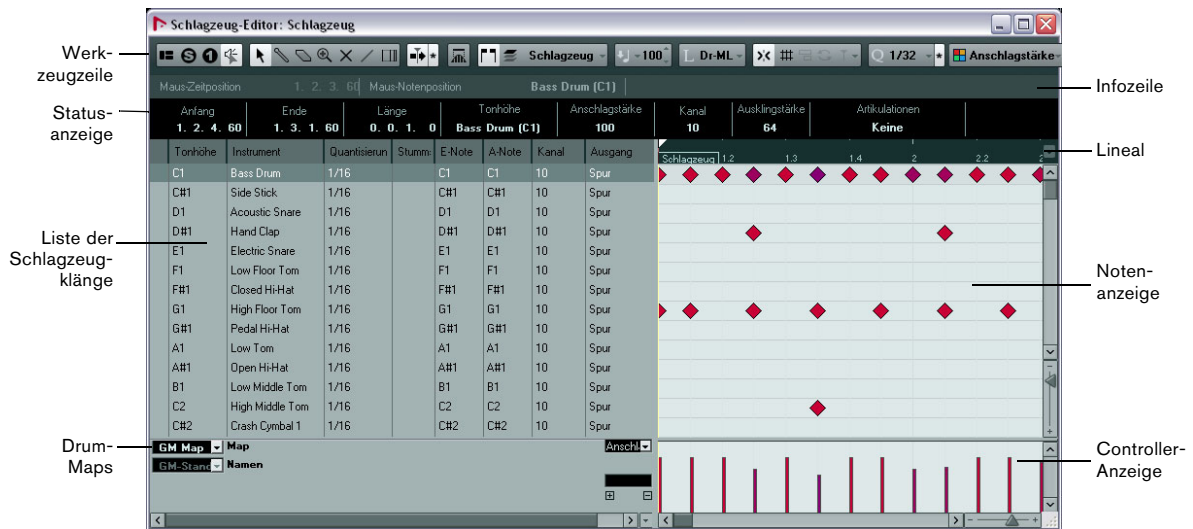 Schlagzeug-Editor: Schlagzeug
Werk-
zeugzeile
Schlagzeug
100
L Dr-ML
Q 1/32
Anschlagstärke
Maus-Zeitposition 1. 2. 3. 60 Maus-Notenposition Bass Drum (C1)
Infozeile
Status-
anzeige
Anfang Ende Länge Tonhöhe Anschlagstärke Kanal Ausklingstärke Artikulationen
1. 2. 4. 60 1. 3. 1. 60 0. 0. 1. 0 Bass Drum (C1) 100 10 64 Keine
Tonhöhe Instrument Quantisierun Stumm: E-Note A-Note Kanal Ausgang
Schlagzeug 1.2 1.3 1.4 2 2.2 2
Lineal
C1 Bass Drum 1/16 C1 C1 10 Spur
C#1 Side Stick 1/16 C#1 C#1 10 Spur
D1 Acoustic Snare 1/16 D1 D1 10 Spur
D#1 Hand Clap 1/16 D#1 D#1 10 Spur
E1 Electric Snare 1/16 E1 E1 10 Spur
F1 Low Floor Tom 1/16 F1 F1 10 Spur
F#1 Closed Hi-Hat 1/16 F#1 F#1 10 Spur
G1 High Floor Tom 1/16 G1 G1 10 Spur
G#1 Pedal Hi-Hat 1/16 G#1 G#1 10 Spur
A1 Low Tom 1/16 A1 A1 10 Spur
A#1 Open Hi-Hat 1/16 A#1 A#1 10 Spur
B1 Low Middle Tom 1/16 B1 B1 10 Spur
C2 High Middle Tom 1/16 C2 C2 10 Spur
C#2 Crash Cymbal 1 1/16 C#2 C#2 10 Spur
Liste der
Schlagzeug-
klänge
Noten-
anzeige
Drum-
Maps
GM Map Map
Anschl
GM-Stand Namen
Controller-
Anzeige